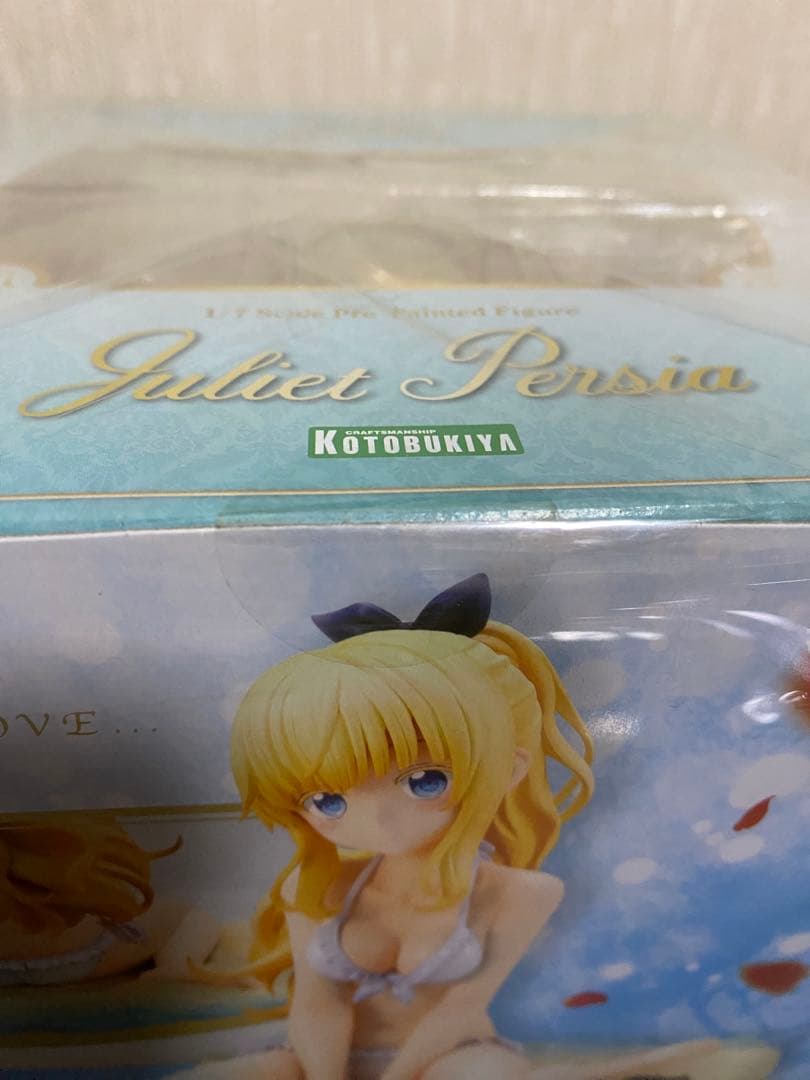 1/7 Scale Pre-Painted Figure
Juliet Persia
CRAFTSMANSHIP
KOTOBUKIYA
OVE...